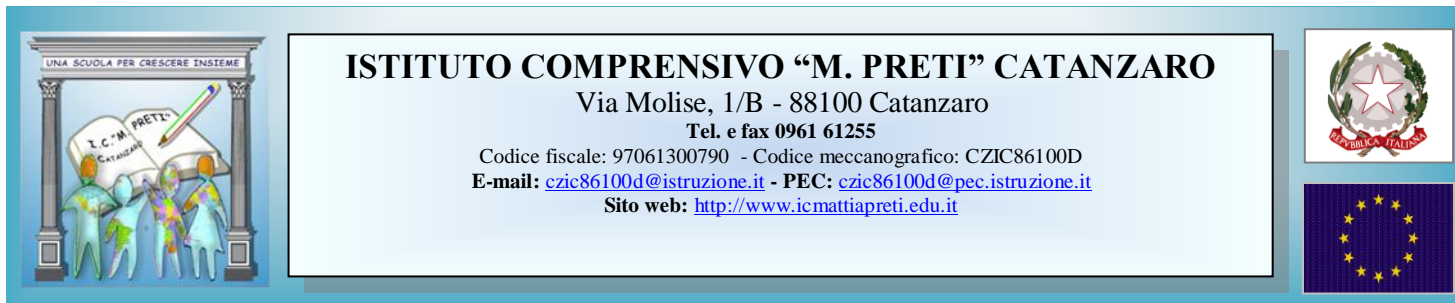 UNA SCUOLA PER CRESCERE INSIEME
I.C. "M. PRETI"
CATANZARO
ISTITUTO COMPRENSIVO “M. PRETI” CATANZARO
Via Molise, 1/B - 88100 Catanzaro
Tel. e fax 0961 61255
Codice fiscale: 97061300790 - Codice meccanografico: CZIC86100D
E-mail: czic86100d@istruzione.it - PEC: czic86100d@pec.istruzione.it
Sito web: http://www.icmattiapreti.edu.it
REPVBBLICA ITALIANA